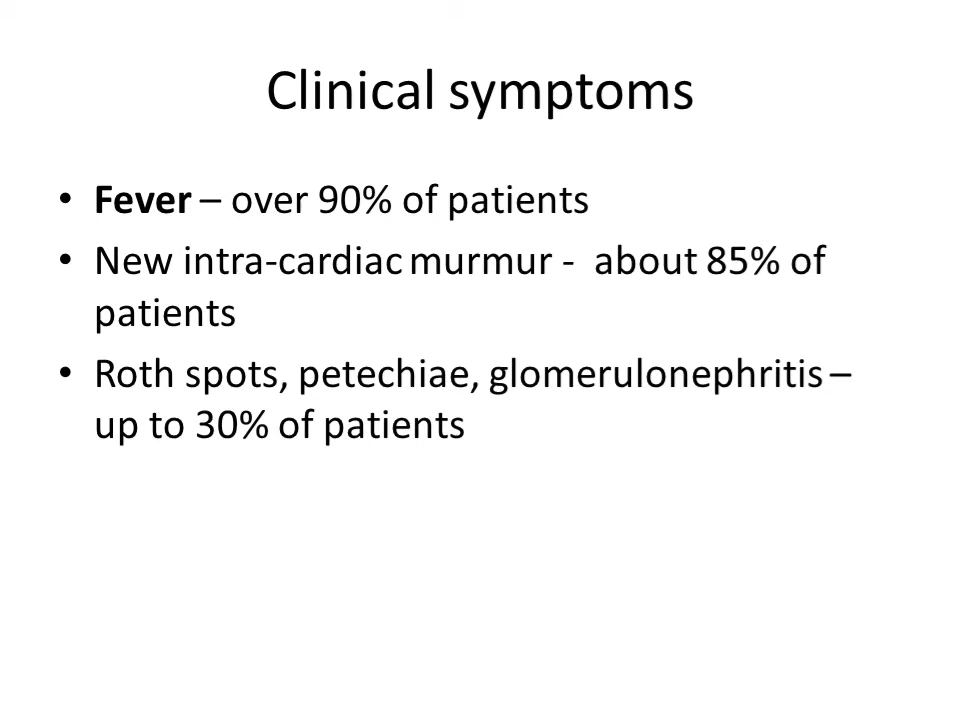 Clinical symptoms
• Fever – over 90% of patients
• New intra-cardiac murmur -  about 85% of
patients
• Roth spots, petechiae, glomerulonephritis –
up to 30% of patients